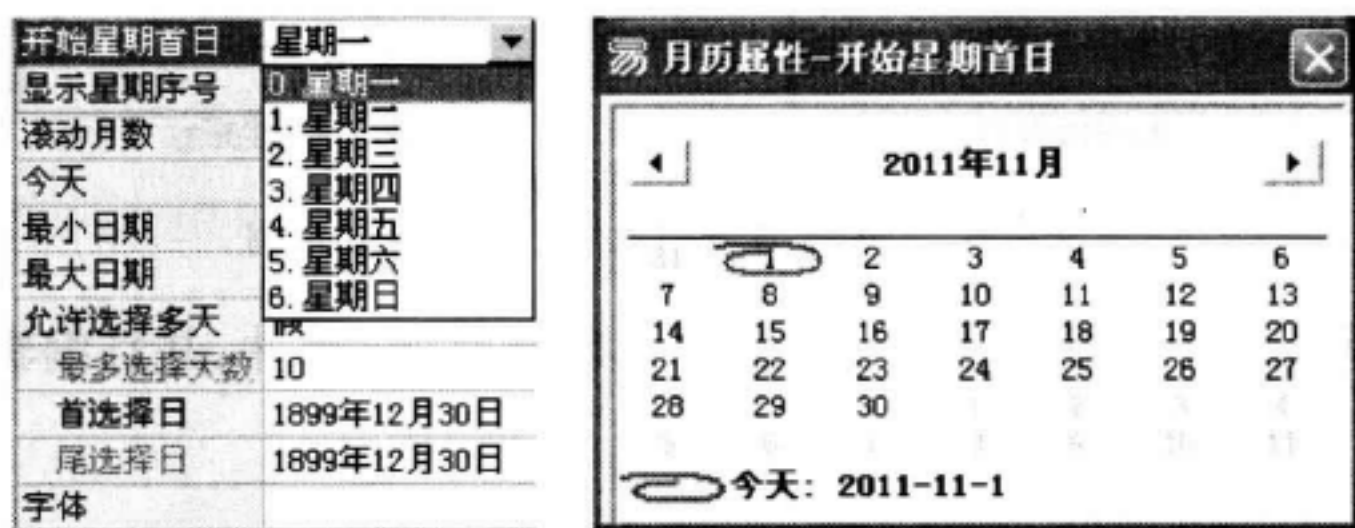 开始星期首日 星期一
显示星期序号 0. 星期一
1. 星期二
滚动月数 2. 星期三
今天 3. 星期四
最小日期 4. 星期五
最大日期 5. 星期六
6. 星期日
允许选择多天
最多选择天数 10
首选择日 1899年12月30日
尾选择日 1899年12月30日
字体
易 月历属性-开始星期首日
2011年11月
31 1 2 3 4 5 6
7 8 9 10 11 12 13
14 15 16 17 18 19 20
21 22 23 24 25 26 27
28 29 30
今天: 2011-11-1